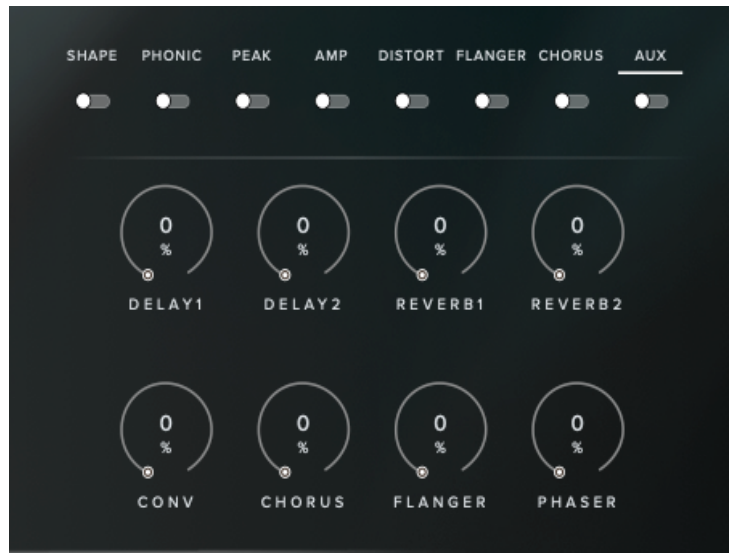 SHAPE PHONIC PEAK AMP DISTORT FLANGER CHORUS AUX
0 0 0 0
% % % %
DELAY1 DELAY2 REVERB1 REVERB2
0 0 0 0
% % % %
CONV CHORUS FLANGER PHASER